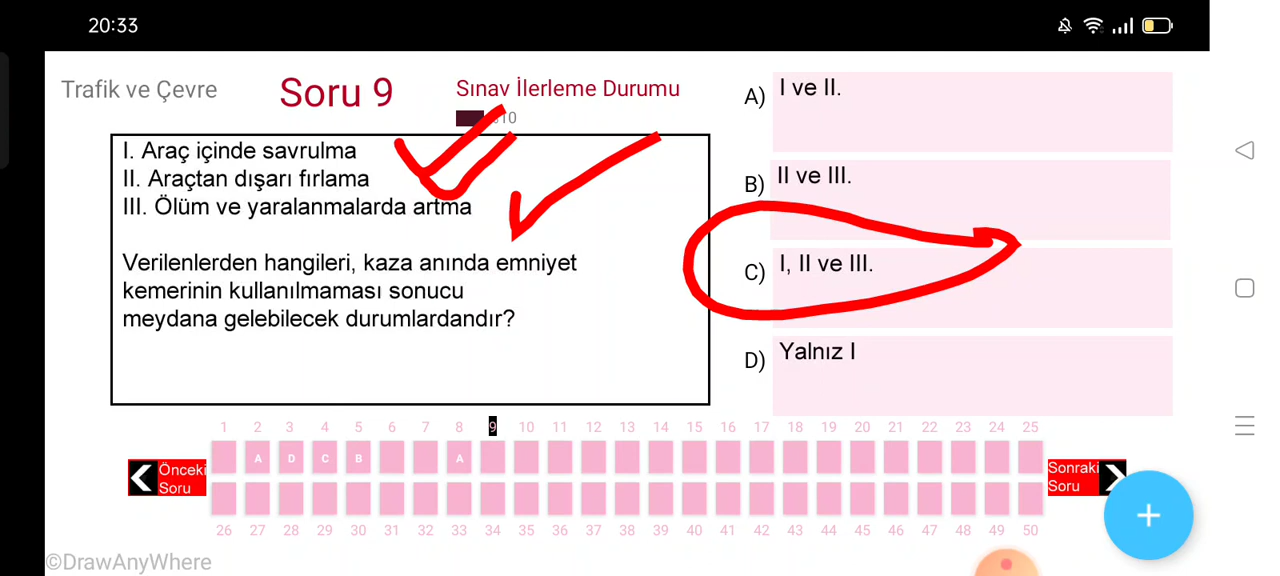 20:33
Trafik ve Çevre
Soru 9
Sınav İlerleme Durumu
I. Araç içinde savrulma
II. Araçtan dışarı fırlama
III. Ölüm ve yaralanmalarda artma
Verilenlerden hangileri, kaza anında emniyet
kemerinin kullanılmaması sonucu
meydana gelebilecek durumlardandır?
A) I ve II.
B) II ve III.
C) I, II ve III.
D) Yalnız I
1 2 3 4 5 6 7 8 9 10 11 12 13 14 15 16 17 18 19 20 21 22 23 24 25
A D C B A
Önceki
Soru
Sonraki
Soru
26 27 28 29 30 31 32 33 34 35 36 37 38 39 40 41 42 43 44 45 46 47 48 49 50
©DrawAnyWhere